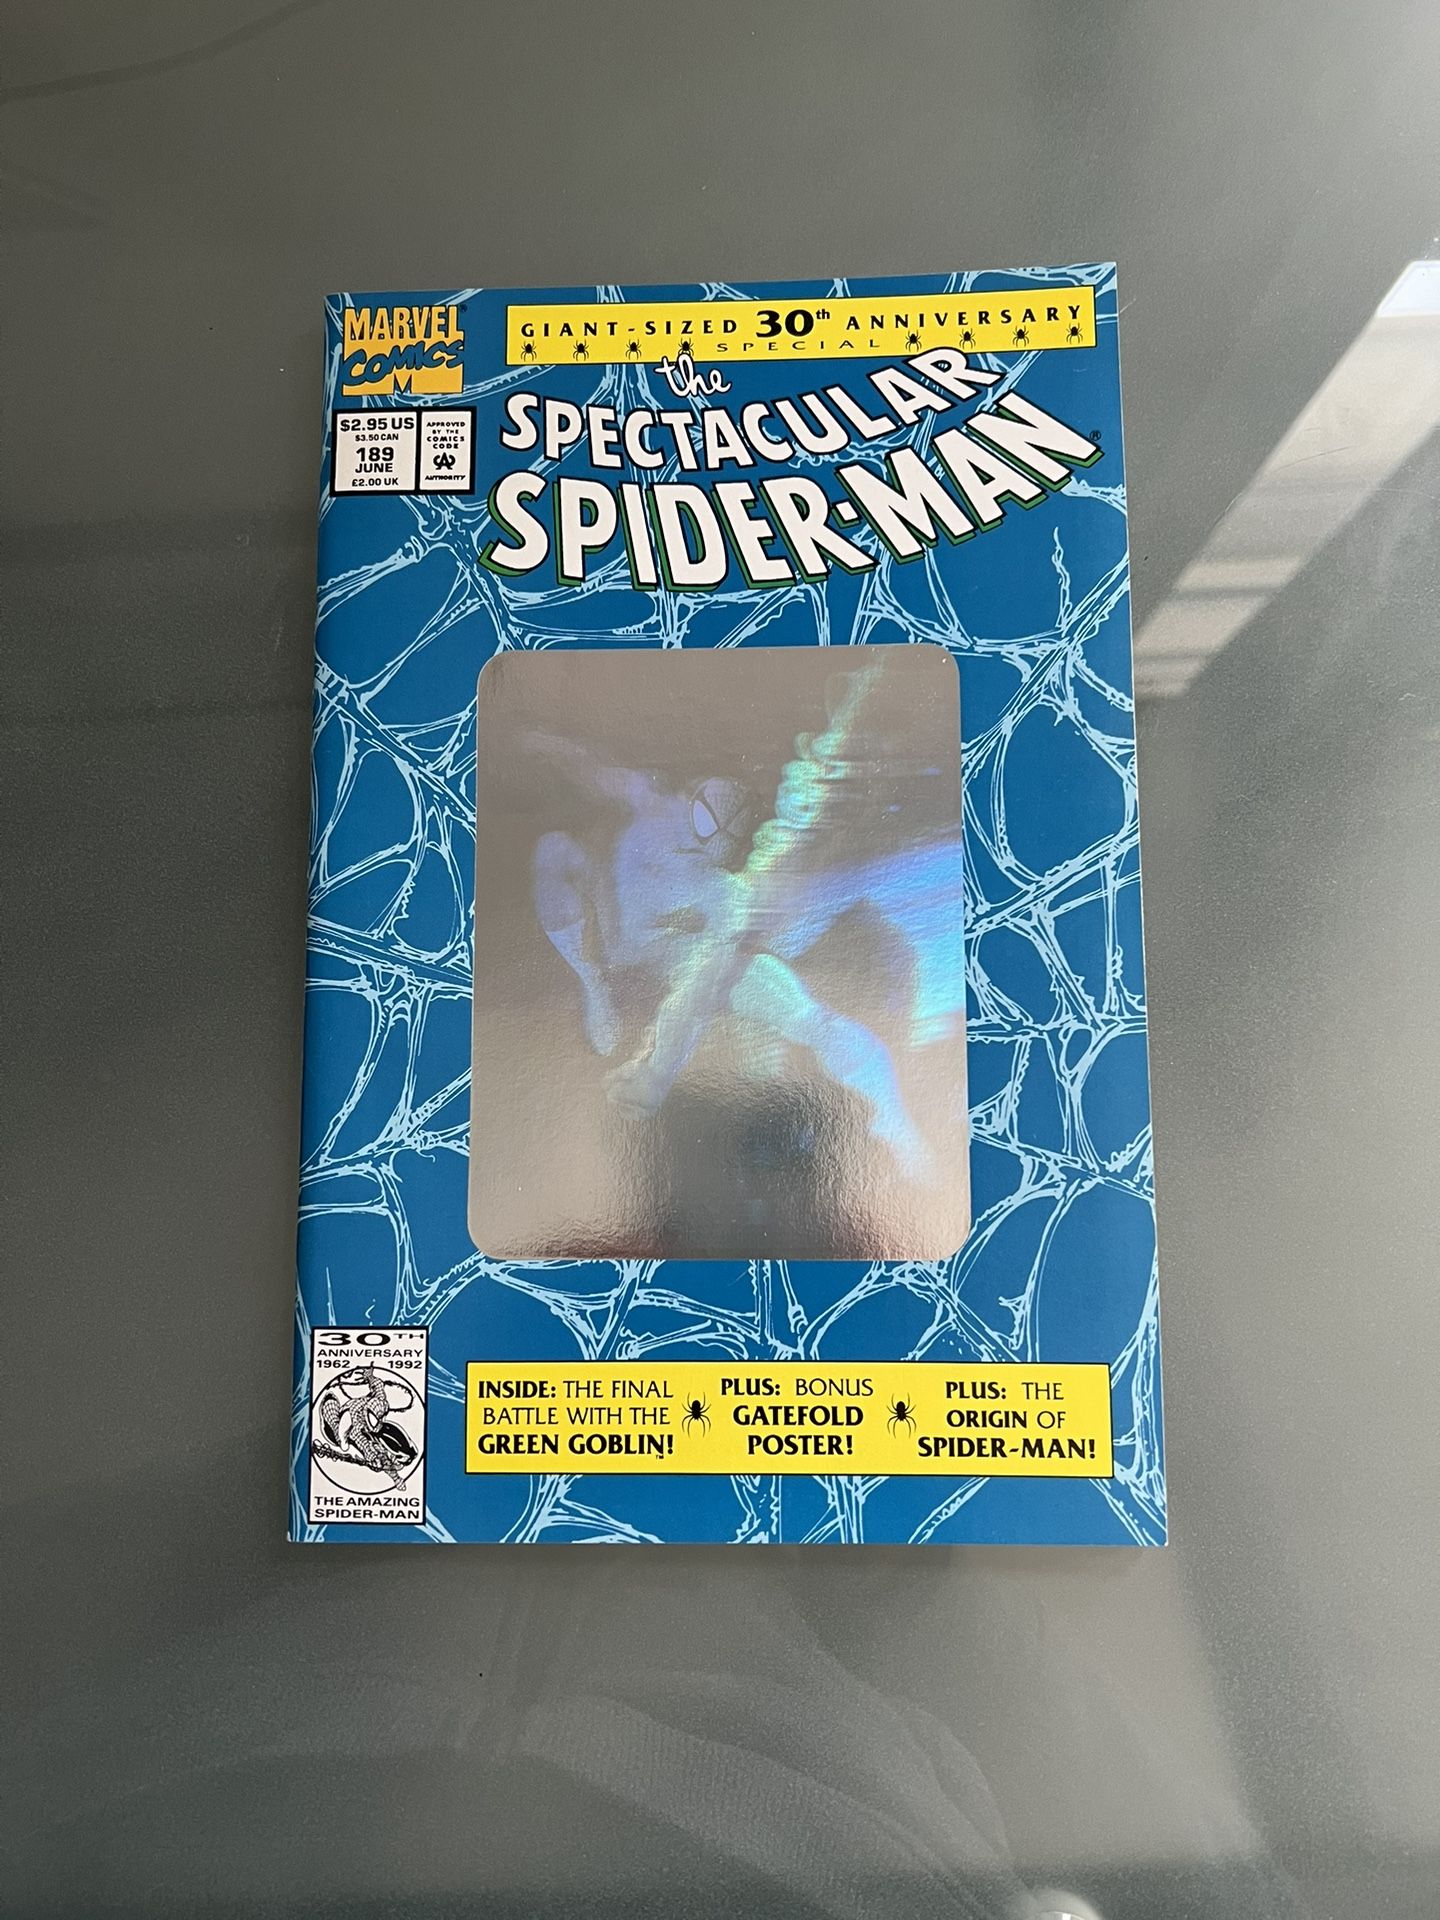 MARVEL
COMICS
M
GIANT-SIZED 30th ANNIVERSARY
SPECIAL
the
SPECTACULAR
SPIDER-MAN®
$2.95 US
$3.50 CAN
189
JUNE
£2.00 UK
APPROVED
BY THE
COMICS
CODE
CA
AUTHORITY
30TH
ANNIVERSARY
1962 1992
THE AMAZING
SPIDER-MAN
INSIDE: THE FINAL
BATTLE WITH THE
GREEN GOBLIN!
TM
PLUS: BONUS
GATEFOLD
POSTER!
PLUS: THE
ORIGIN OF
SPIDER-MAN!